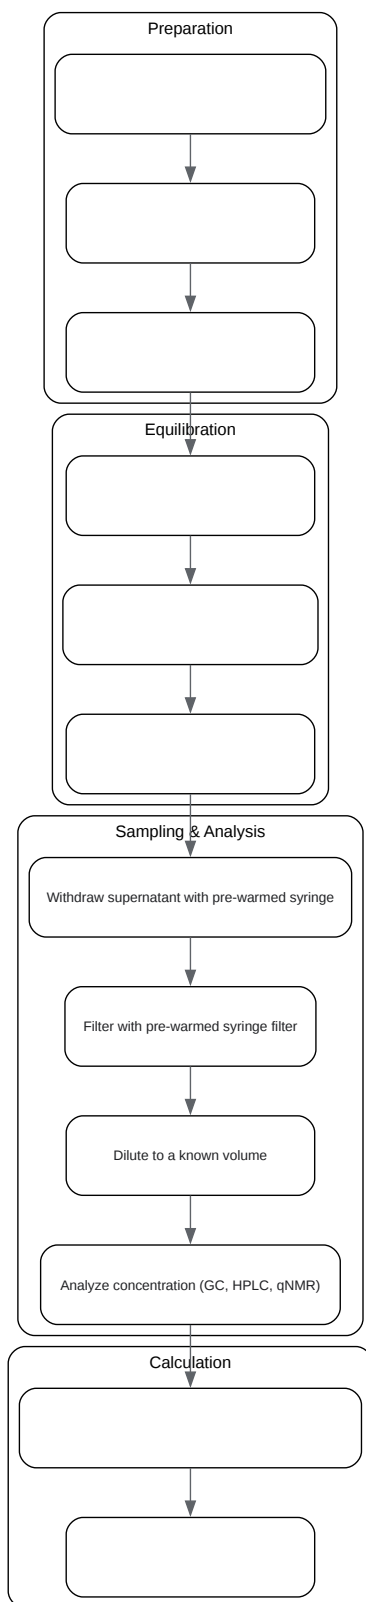 Preparation
Equilibration
Sampling & Analysis
Withdraw supernatant with pre-warmed syringe
Filter with pre-warmed syringe filter
Dilute to a known volume
Analyze concentration (GC, HPLC, qNMR)
Calculation